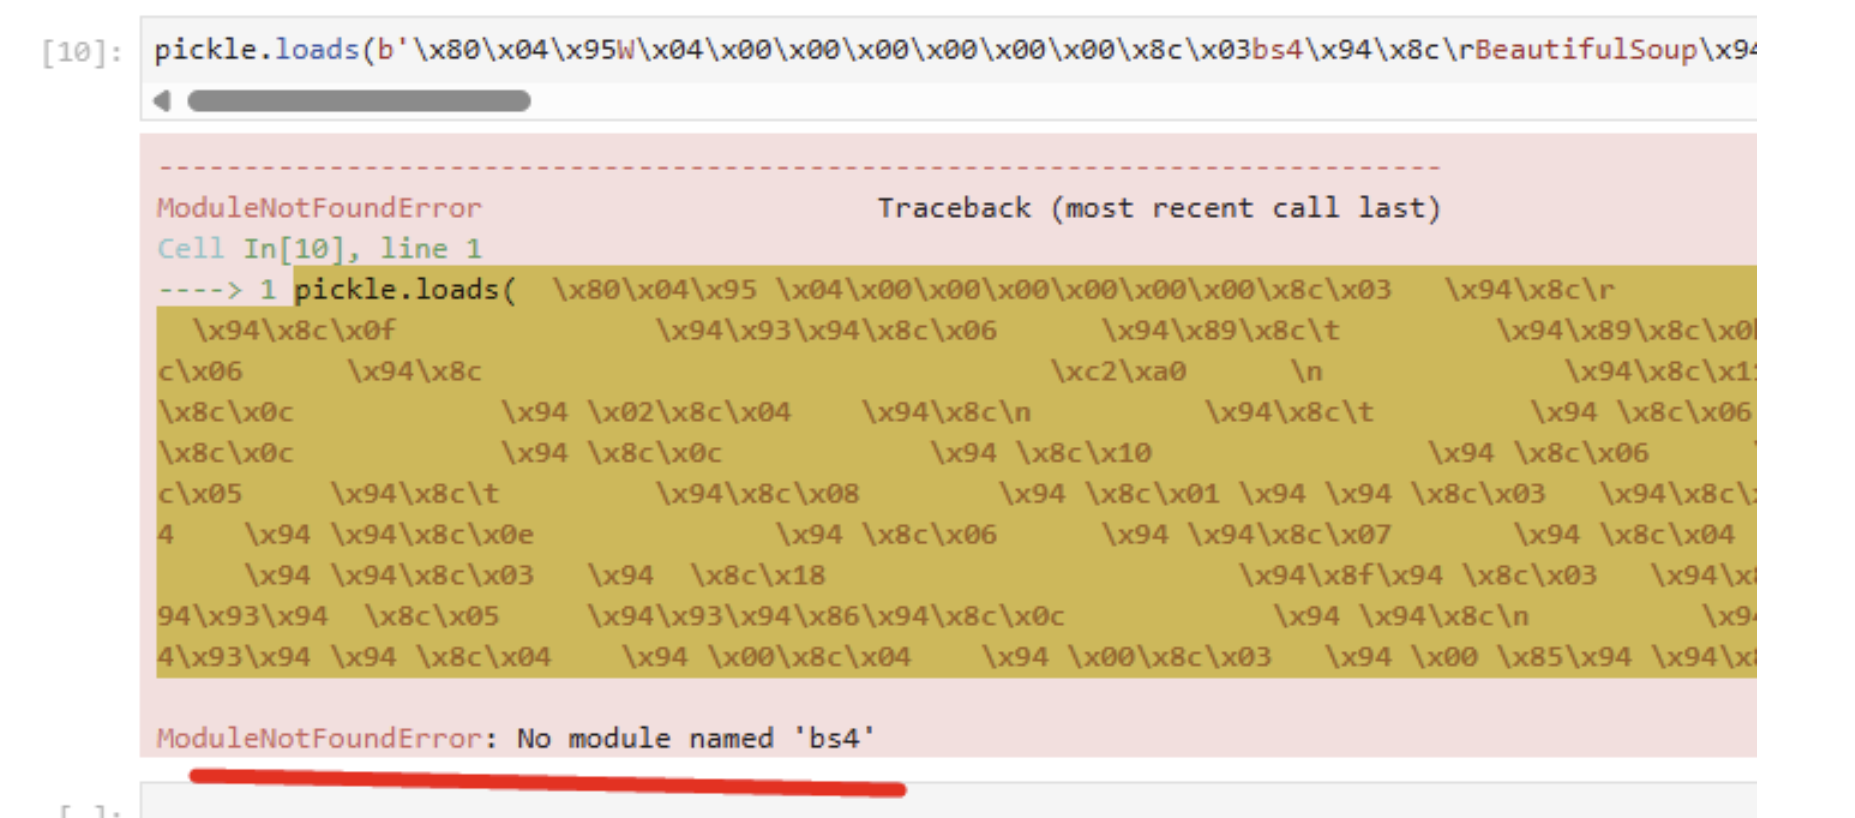 [10]: pickle.loads(b'\x80\x04\x95W\x04\x00\x00\x00\x00\x00\x00\x8c\x03bs4\x94\x8c\rBeautifulSoup\x94
---------------------------------------------------------------------------
ModuleNotFoundError                       Traceback (most recent call last)
Cell In[10], line 1
----> 1 pickle.loads(  \x80\x04\x95 \x04\x00\x00\x00\x00\x00\x00\x8c\x03   \x94\x8c\r
  \x94\x8c\x0f               \x94\x93\x94\x8c\x06      \x94\x89\x8c\t         \x94\x89\x8c\x0
c\x06      \x94\x8c                                 \xc2\xa0      \n              \x94\x8c\x1
\x8c\x0c            \x94 \x02\x8c\x04    \x94\x8c\n          \x94\x8c\t         \x94 \x8c\x06
\x8c\x0c            \x94 \x8c\x0c            \x94 \x8c\x10                \x94 \x8c\x06      \
c\x05     \x94\x8c\t         \x94\x8c\x08        \x94 \x8c\x01 \x94 \x94 \x8c\x03   \x94\x8c\
4    \x94 \x94\x8c\x0e              \x94 \x8c\x06      \x94 \x94\x8c\x07       \x94 \x8c\x04
     \x94 \x94\x8c\x03   \x94  \x8c\x18                        \x94\x8f\x94 \x8c\x03   \x94\x
94\x93\x94  \x8c\x05     \x94\x93\x94\x86\x94\x8c\x0c            \x94 \x94\x8c\n          \x9
4\x93\x94 \x94 \x8c\x04    \x94 \x00\x8c\x04    \x94 \x00\x8c\x03   \x94 \x00 \x85\x94 \x94\x
ModuleNotFoundError: No module named 'bs4'
[ ]: